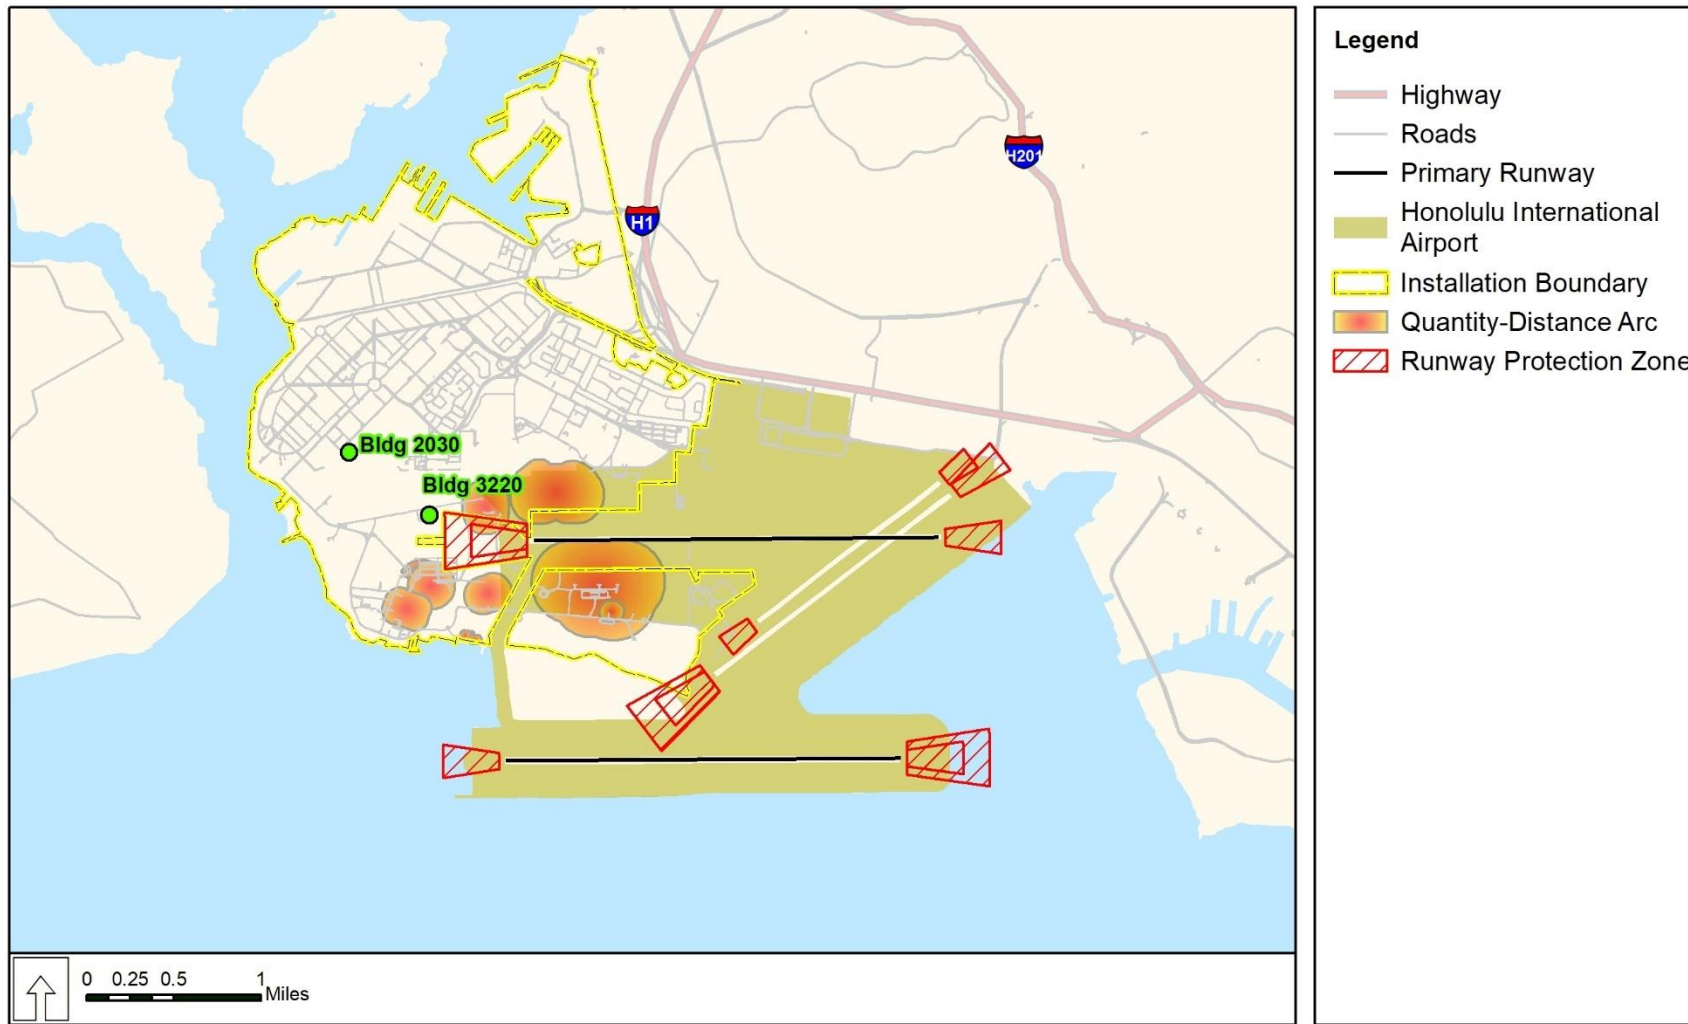 H201
H1
Bldg 2030
Bldg 3220
0 0.25 0.5 1
Miles
Legend
Highway
Roads
Primary Runway
Honolulu International
Airport
Installation Boundary
Quantity-Distance Arc
Runway Protection Zone